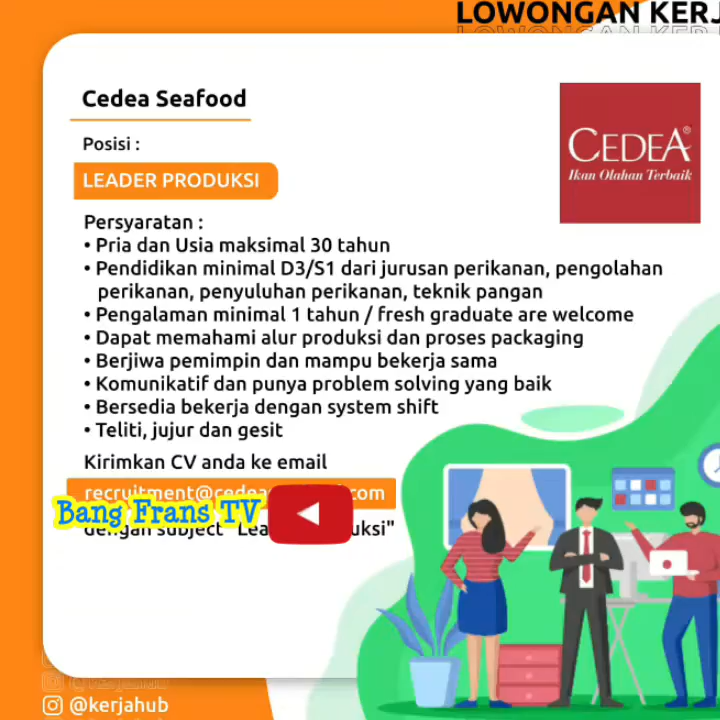 LOWONGAN KERJ
Cedea Seafood
CEDEA®
Ikan Olahan Terbaik
Posisi :
LEADER PRODUKSI
Persyaratan :
• Pria dan Usia maksimal 30 tahun
• Pendidikan minimal D3/S1 dari jurusan perikanan, pengolahan
perikanan, penyuluhan perikanan, teknik pangan
• Pengalaman minimal 1 tahun / fresh graduate are welcome
• Dapat memahami alur produksi dan proses packaging
• Berjiwa pemimpin dan mampu bekerja sama
• Komunikatif dan punya problem solving yang baik
• Bersedia bekerja dengan system shift
• Teliti, jujur dan gesit
Kirimkan CV anda ke email
Bang Frans TV
dengan subject
@kerjahub